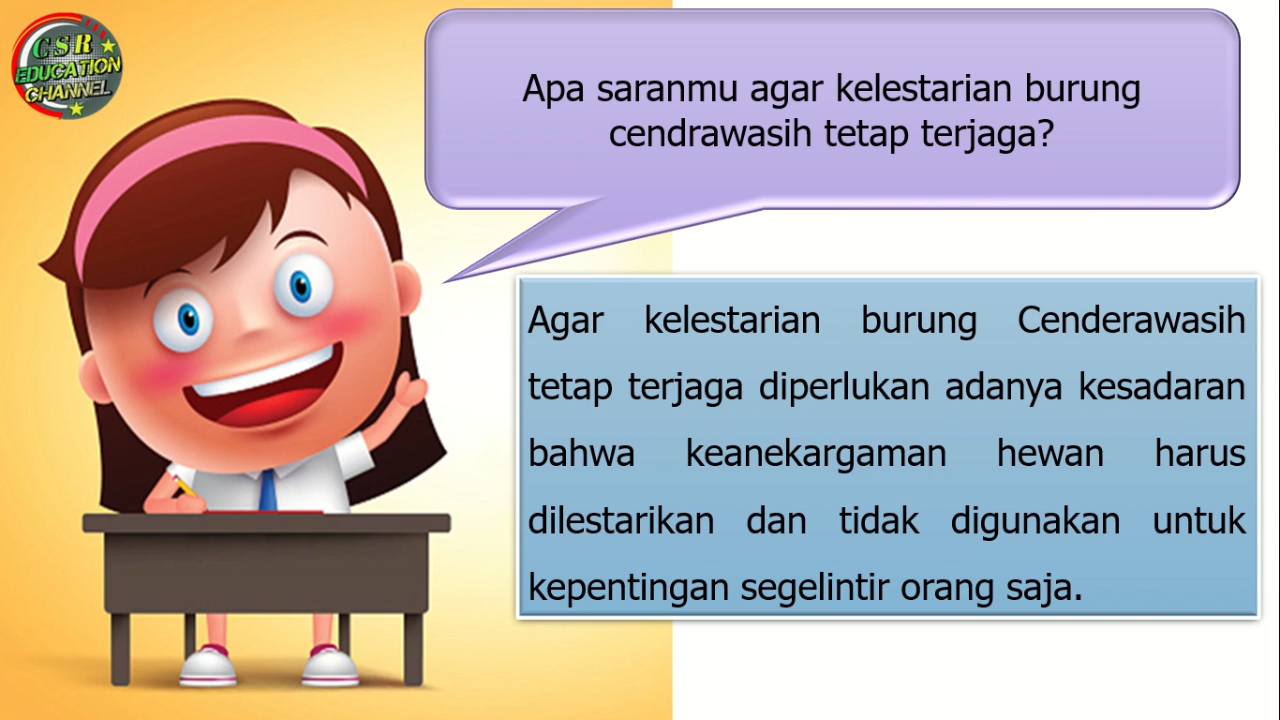 CSR
EDUCATION
CHANNEL
Apa saranmu agar kelestarian burung
cendrawasih tetap terjaga?
Agar kelestarian burung Cenderawasih
tetap terjaga diperlukan adanya kesadaran
bahwa keanekargaman hewan harus
dilestarikan dan tidak digunakan untuk
kepentingan segelintir orang saja.